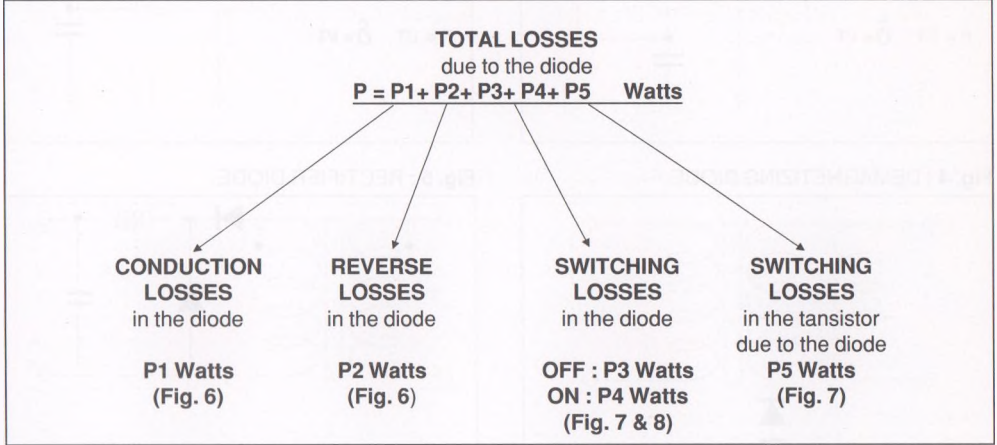 TOTAL LOSSES
due to the diode
P = P1+ P2+ P3+ P4+ P5 Watts
CONDUCTION
LOSSES
in the diode
P1 Watts
(Fig. 6)
REVERSE
LOSSES
in the diode
P2 Watts
(Fig. 6)
SWITCHING
LOSSES
in the diode
OFF : P3 Watts
ON : P4 Watts
(Fig. 7 & 8)
SWITCHING
LOSSES
in the tansistor
due to the diode
P5 Watts
(Fig. 7)